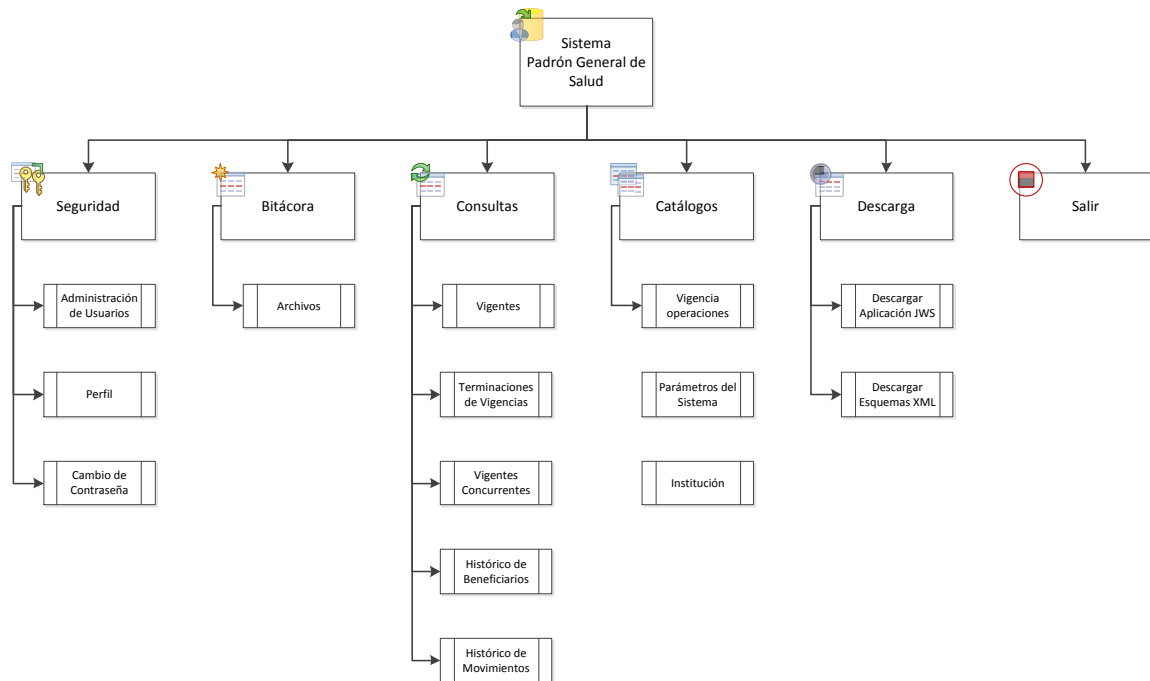 Sistema
Padrón General de
Salud
Seguridad
Bitácora
Consultas
Catálogos
Descarga
Salir
Administración
de Usuarios
Archivos
Vigentes
Vigencia
operaciones
Descargar
Aplicación JWS
Perfil
Terminaciones
de Vigencias
Parámetros del
Sistema
Descargar
Esquemas XML
Cambio de
Contraseña
Vigentes
Concurrentes
Institución
Histórico de
Beneficiarios
Histórico de
Movimientos